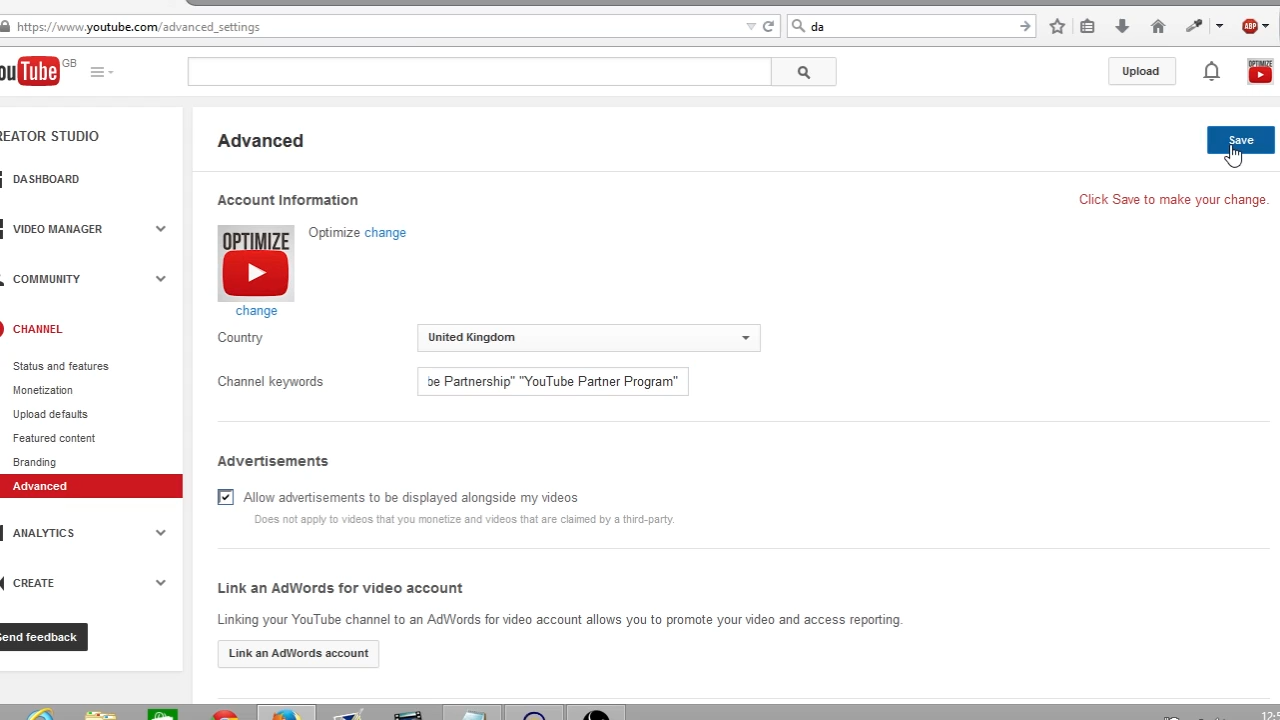 https://www.youtube.com/advanced_settings
da
ABP
ouTube GB
Upload
OPTIMIZE
REATOR STUDIO
DASHBOARD
VIDEO MANAGER
COMMUNITY
CHANNEL
Status and features
Monetization
Upload defaults
Featured content
Branding
Advanced
ANALYTICS
CREATE
end feedback
Advanced
Save
Account Information
Click Save to make your change.
OPTIMIZE
Optimize change
change
Country
United Kingdom
Channel keywords
be Partnership" "YouTube Partner Program"
Advertisements
Allow advertisements to be displayed alongside my videos
Does not apply to videos that you monetize and videos that are claimed by a third-party.
Link an AdWords for video account
Linking your YouTube channel to an AdWords for video account allows you to promote your video and access reporting.
Link an AdWords account